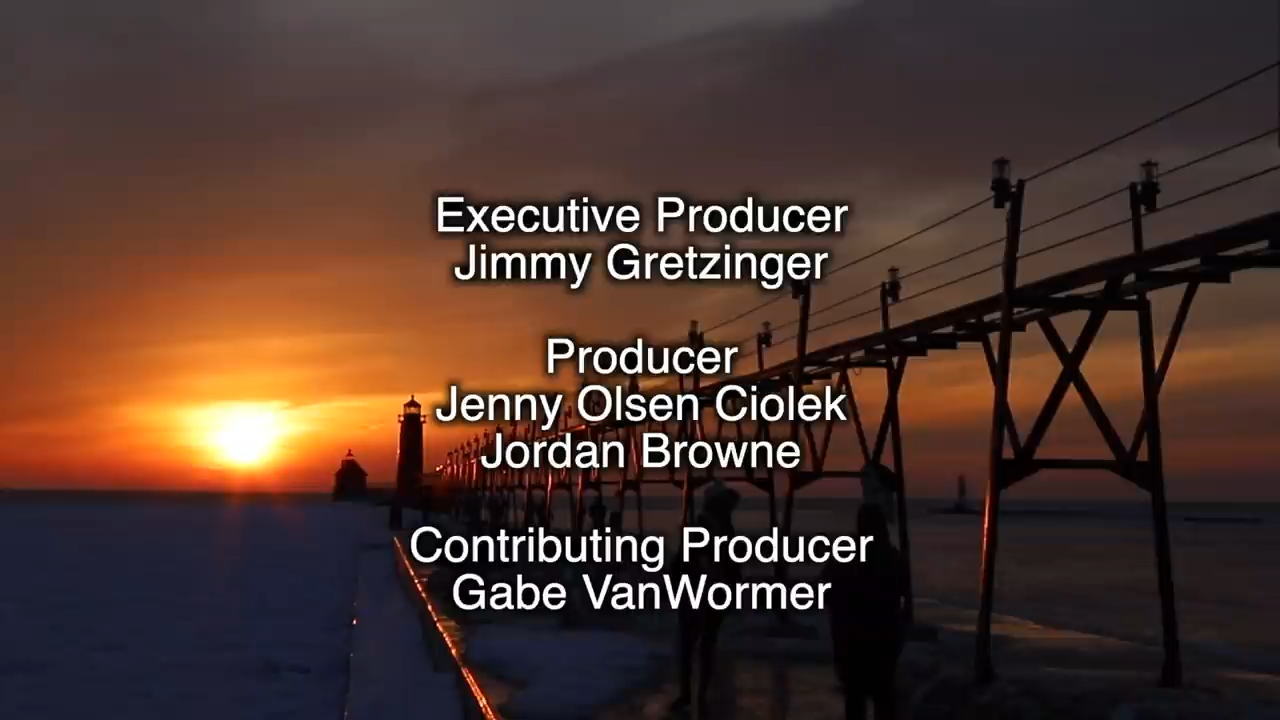 Executive Producer
Jimmy Gretzinger
Producer
Jenny Olsen Ciolek
Jordan Browne
Contributing Producer
Gabe VanWormer